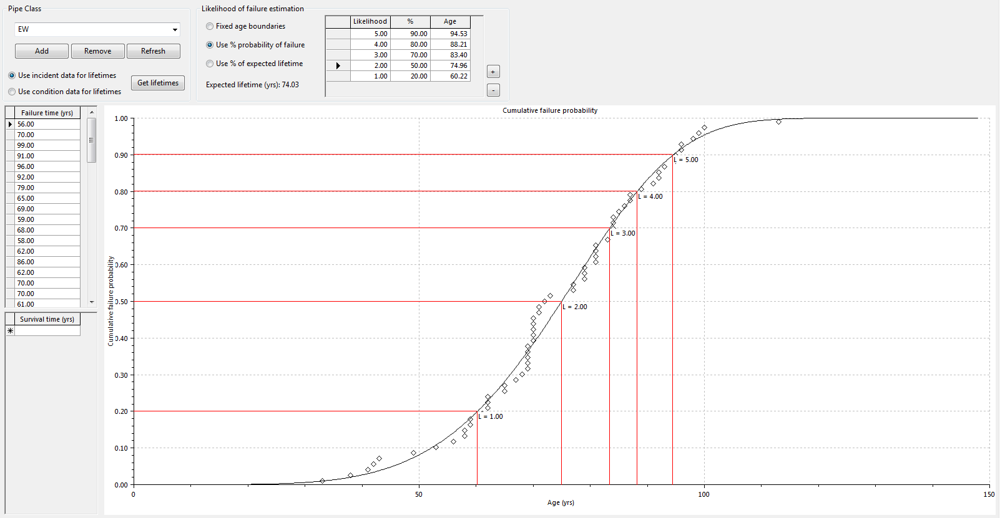 Pipe Class
EW
Add Remove Refresh
Use incident data for lifetimes
Use condition data for lifetimes
Get lifetimes
Likelihood of failure estimation
Fixed age boundaries
Use % probability of failure
Use % of expected lifetime
Expected lifetime (yrs): 74.03
Likelihood % Age
5.00 90.00 94.53
4.00 80.00 88.21
3.00 70.00 83.40
2.00 50.00 74.96
1.00 20.00 60.22
+
-
Failure time (yrs)
56.00
70.00
99.00
91.00
96.00
92.00
79.00
65.00
69.00
59.00
68.00
58.00
62.00
86.00
62.00
70.00
70.00
61.00
Survival time (yrs)
Cumulative failure probability
Cumulative failure probability
1.00
0.90
0.80
0.70
0.60
0.50
0.40
0.30
0.20
0.10
0.00
L = 5.00
L = 4.00
L = 3.00
L = 2.00
L = 1.00
0 50 100 150
Age (yrs)